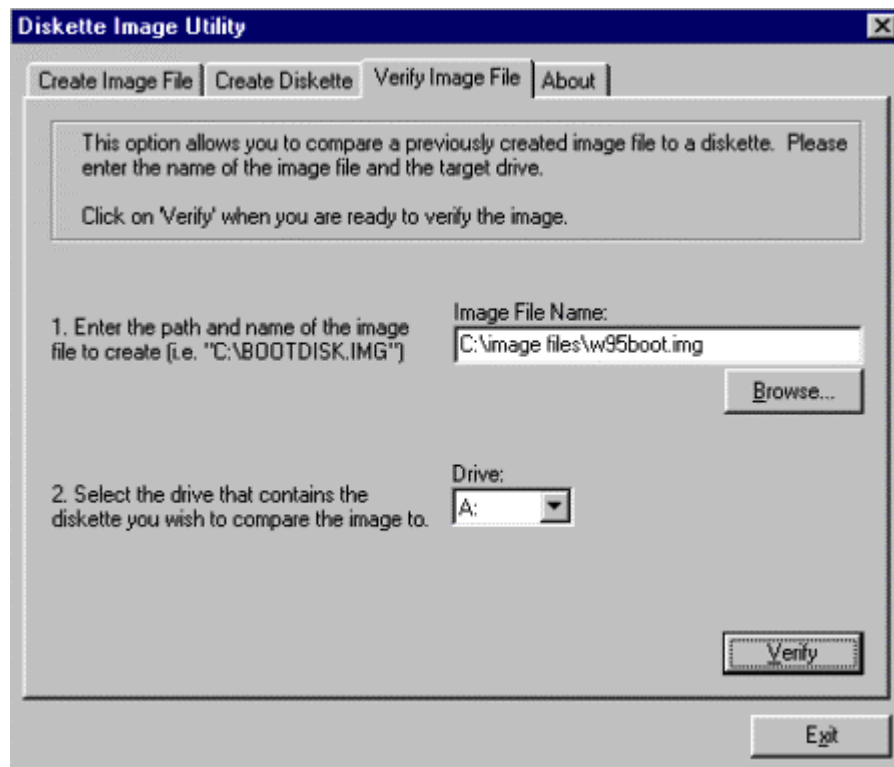 Diskette Image Utility
Create Image File
Create Diskette
Verify Image File
About
This option allows you to compare a previously created image file to a diskette. Please
enter the name of the image file and the target drive.
Click on 'Verify' when you are ready to verify the image.
1. Enter the path and name of the image
file to create (i.e. "C:\BOOTDISK.IMG")
Image File Name:
C:\image files\w95boot.img
Browse...
2. Select the drive that contains the
diskette you wish to compare the image to.
Drive:
A:
Verify
Exit